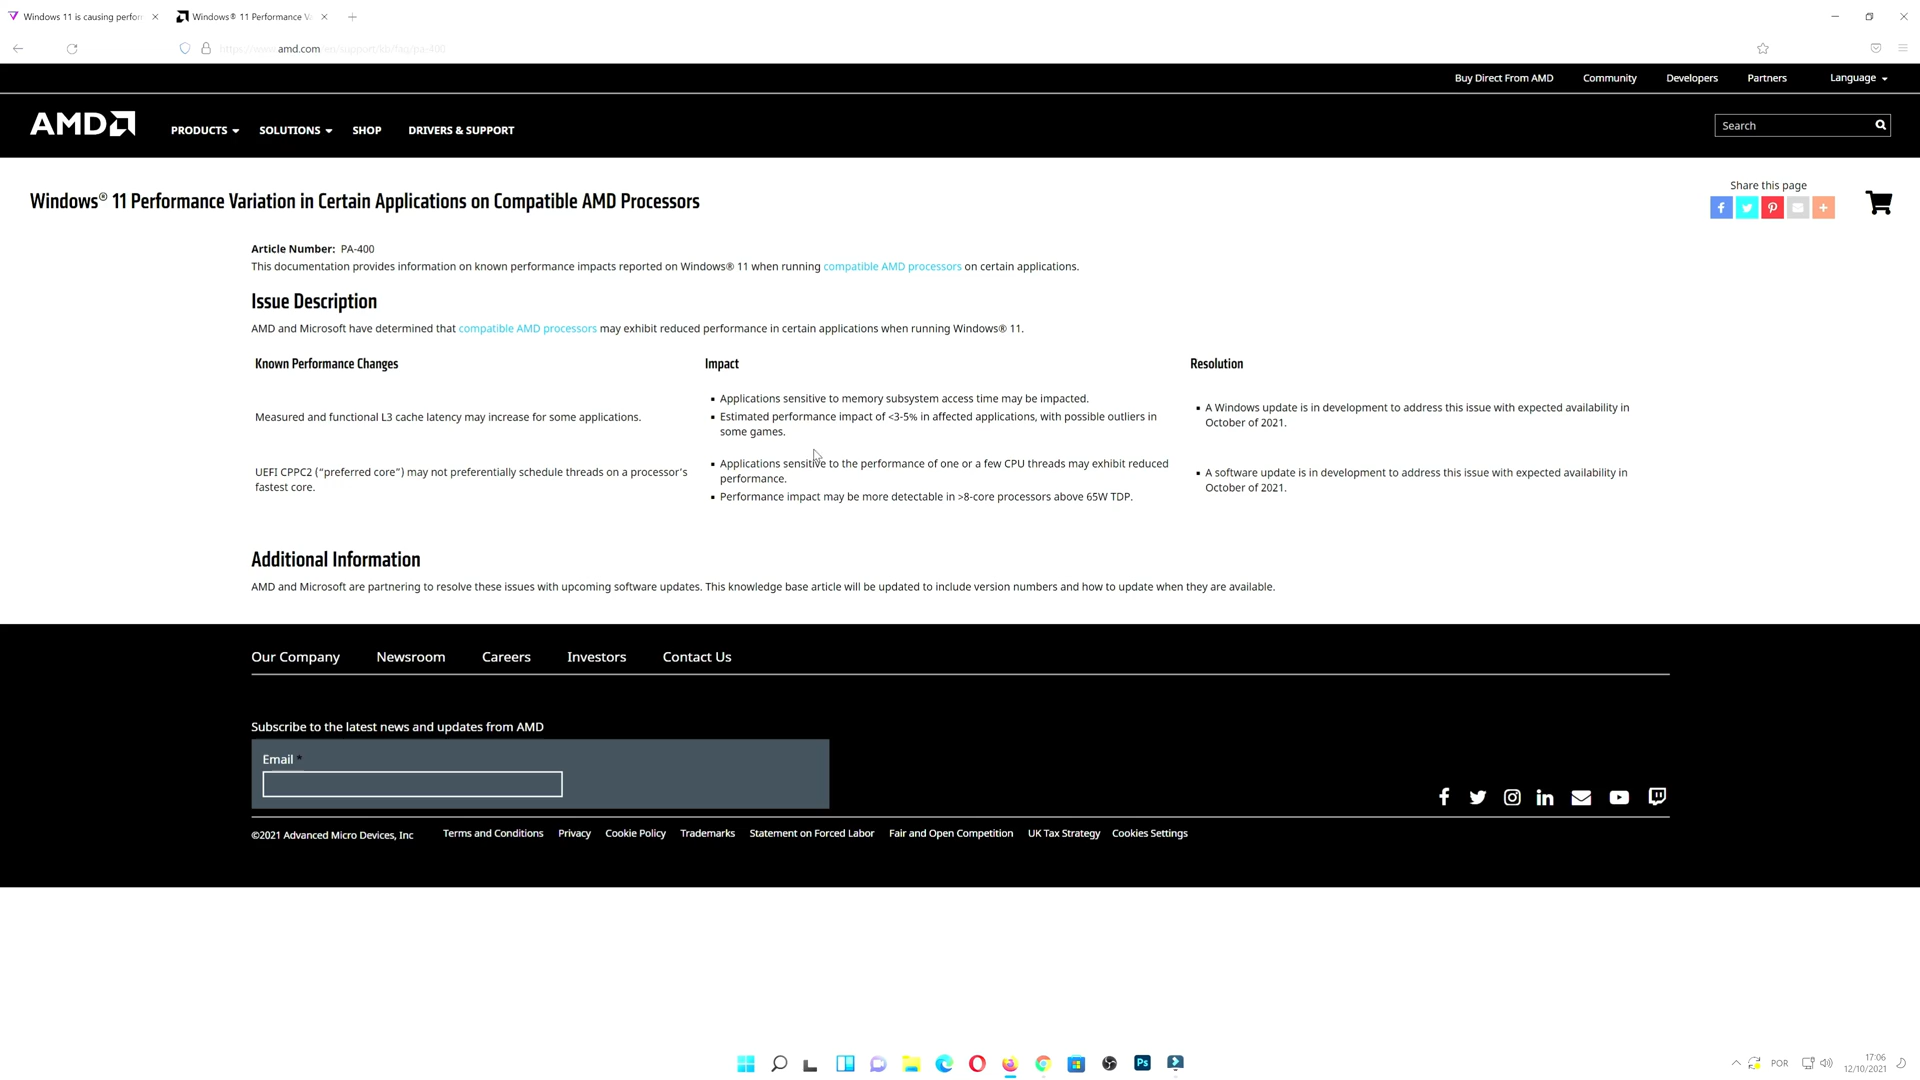 Windows 11 is causing perfor
Windows® 11 Performance V
https://www.amd.com/en/support/kb/faq/pa-400
Buy Direct From AMD
Community
Developers
Partners
Language
AMD
PRODUCTS
SOLUTIONS
SHOP
DRIVERS & SUPPORT
Search
Windows® 11 Performance Variation in Certain Applications on Compatible AMD Processors
Share this page
Article Number: PA-400
This documentation provides information on known performance impacts reported on Windows® 11 when running compatible AMD processors on certain applications.
Issue Description
AMD and Microsoft have determined that compatible AMD processors may exhibit reduced performance in certain applications when running Windows® 11.
Known Performance Changes
Impact
Resolution
Measured and functional L3 cache latency may increase for some applications.
Applications sensitive to memory subsystem access time may be impacted.
Estimated performance impact of <3-5% in affected applications, with possible outliers in
some games.
A Windows update is in development to address this issue with expected availability in
October of 2021.
UEFI CPPC2 (“preferred core”) may not preferentially schedule threads on a processor’s
fastest core.
Applications sensitive to the performance of one or a few CPU threads may exhibit reduced
performance.
Performance impact may be more detectable in >8-core processors above 65W TDP.
A software update is in development to address this issue with expected availability in
October of 2021.
Additional Information
AMD and Microsoft are partnering to resolve these issues with upcoming software updates. This knowledge base article will be updated to include version numbers and how to update when they are available.
Our Company
Newsroom
Careers
Investors
Contact Us
Subscribe to the latest news and updates from AMD
Email *
©2021 Advanced Micro Devices, Inc
Terms and Conditions
Privacy
Cookie Policy
Trademarks
Statement on Forced Labor
Fair and Open Competition
UK Tax Strategy
Cookies Settings
Ps
POR
17:06
12/10/2021